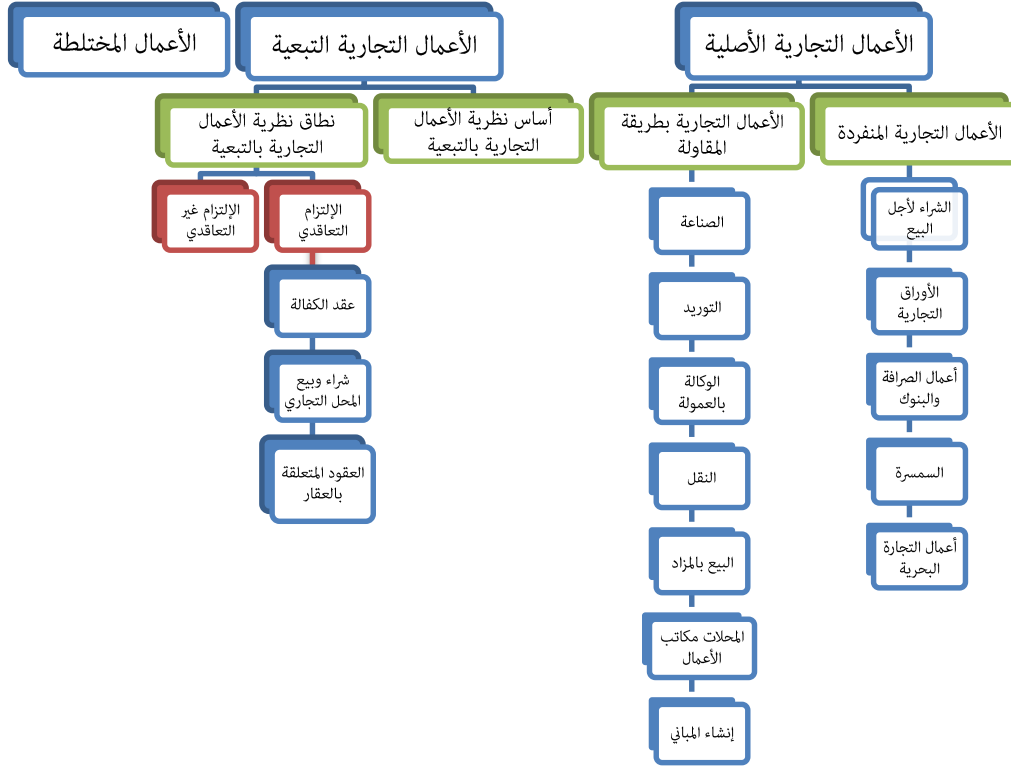 الأعمال التجارية الأصلية
الأعمال التجارية التبعية
الأعمال المختلطة
الأعمال التجارية المنفردة
الأعمال التجارية بطريقة
المقاولة
أساس نظرية الأعمال
التجارية بالتبعية
نطاق نظرية الأعمال
التجارية بالتبعية
الشراء لأجل
البيع
الأوراق
التجارية
أعمال الصرافة
والبنوك
السمسرة
أعمال التجارة
البحرية
الصناعة
التوريد
الوكالة
بالعمولة
النقل
البيع بالمزاد
المحلات مكاتب
الأعمال
إنشاء المباني
الإلتزام
التعاقدي
الإلتزام غير
التعاقدي
عقد الكفالة
شراء وبيع
المحل التجاري
العقود المتعلقة
بالعقار